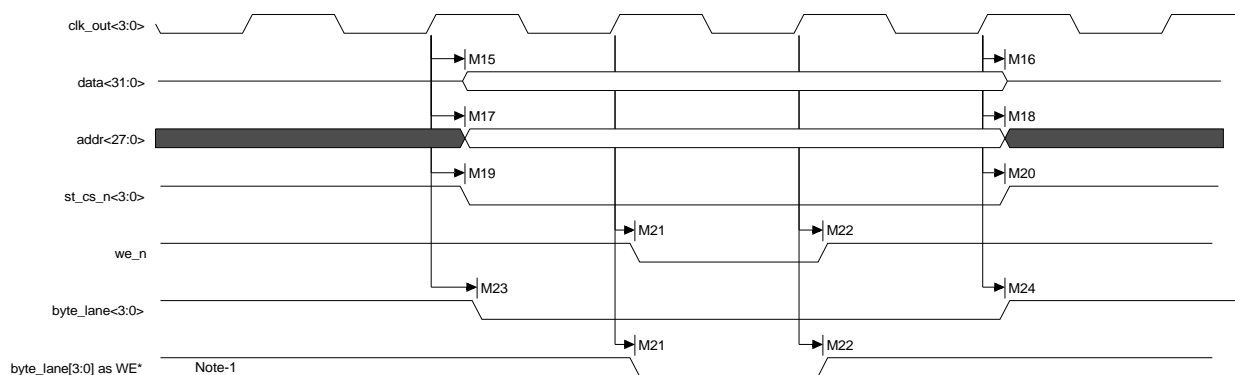 clk_out<3:0>
M15 M16
data<31:0>
M17 M18
addr<27:0>
M19 M20
st_cs_n<3:0>
M21 M22
we_n
M23 M24
byte_lane<3:0>
M21 M22
byte_lane[3:0] as WE* Note-1